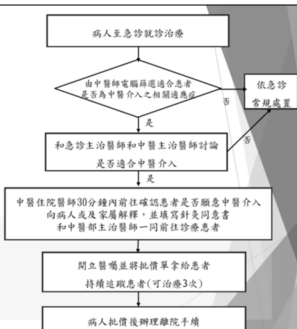 病人至急診就診治療
由中醫師電腦篩選適合患者
是否為中醫介入之相關適應症
依急診
常規處置
否
是
和急診主治醫師和中醫主治醫師討論
是否適合中醫介入
否
是
中醫住院醫師30分鐘內前往確認患者是否願意中醫介入
向病人或及家屬解釋，並填寫針灸同意書
和中醫部主治醫師一同前往診療患者
開立醫囑並將批價單拿給患者
持續追蹤患者(可治療3次)
病人批價後辦理離院手續